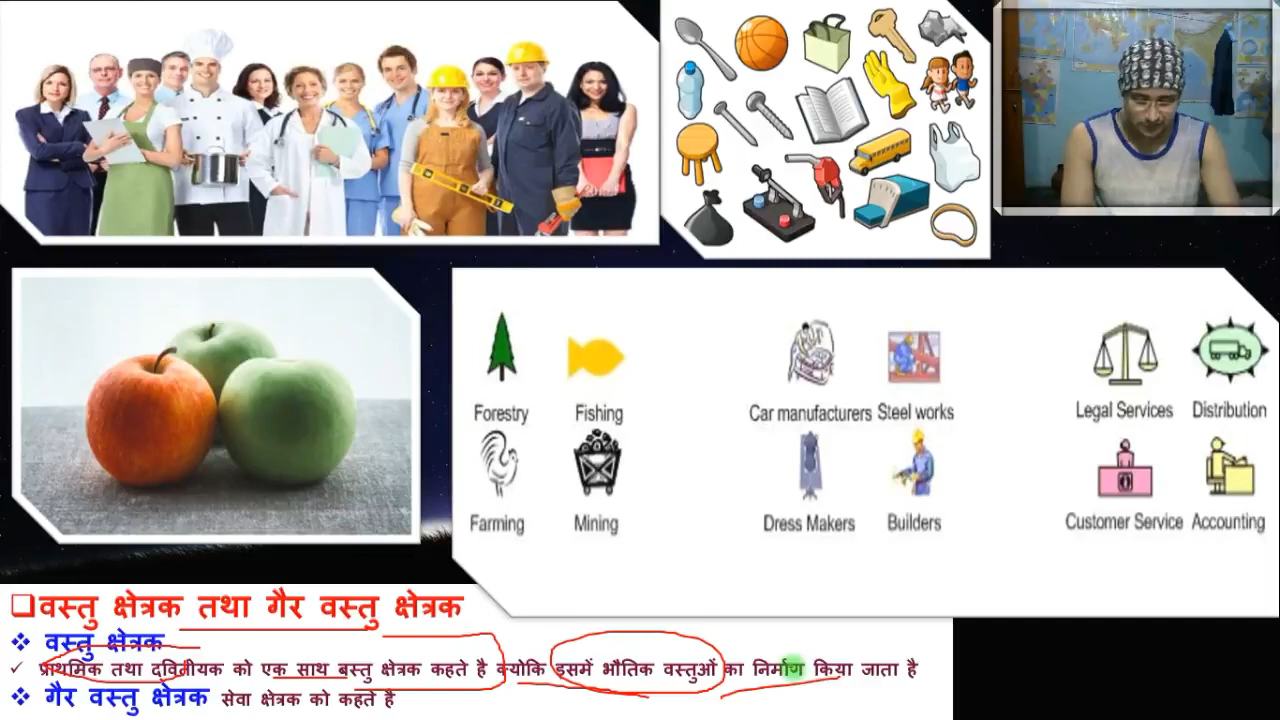 Forestry Fishing Car manufacturers Steel works Legal Services Distribution
Farming Mining Dress Makers Builders Customer Service Accounting
वस्तु क्षेत्रक तथा गैर वस्तु क्षेत्रक
वस्तु क्षेत्रक
प्राथमिक तथा दवितीयक को एक साथ बस्तु क्षेत्रक कहते है क्योकि इसमें भौतिक वस्तुओं का निर्माण किया जाता है
गैर वस्तु क्षेत्रक सेवा क्षेत्रक को कहते है